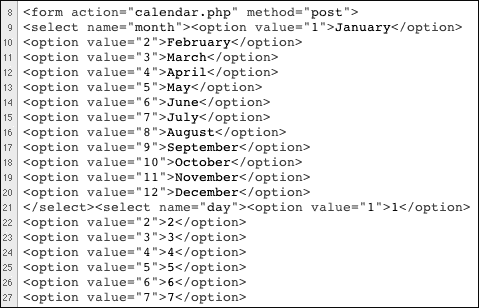 8 <form action="calendar.php" method="post">
9 <select name="month"><option value="1">January</option>
10 <option value="2">February</option>
11 <option value="3">March</option>
12 <option value="4">April</option>
13 <option value="5">May</option>
14 <option value="6">June</option>
15 <option value="7">July</option>
16 <option value="8">August</option>
17 <option value="9">September</option>
18 <option value="10">October</option>
19 <option value="11">November</option>
20 <option value="12">December</option>
21 </select><select name="day"><option value="1">1</option>
22 <option value="2">2</option>
23 <option value="3">3</option>
24 <option value="4">4</option>
25 <option value="5">5</option>
26 <option value="6">6</option>
27 <option value="7">7</option>